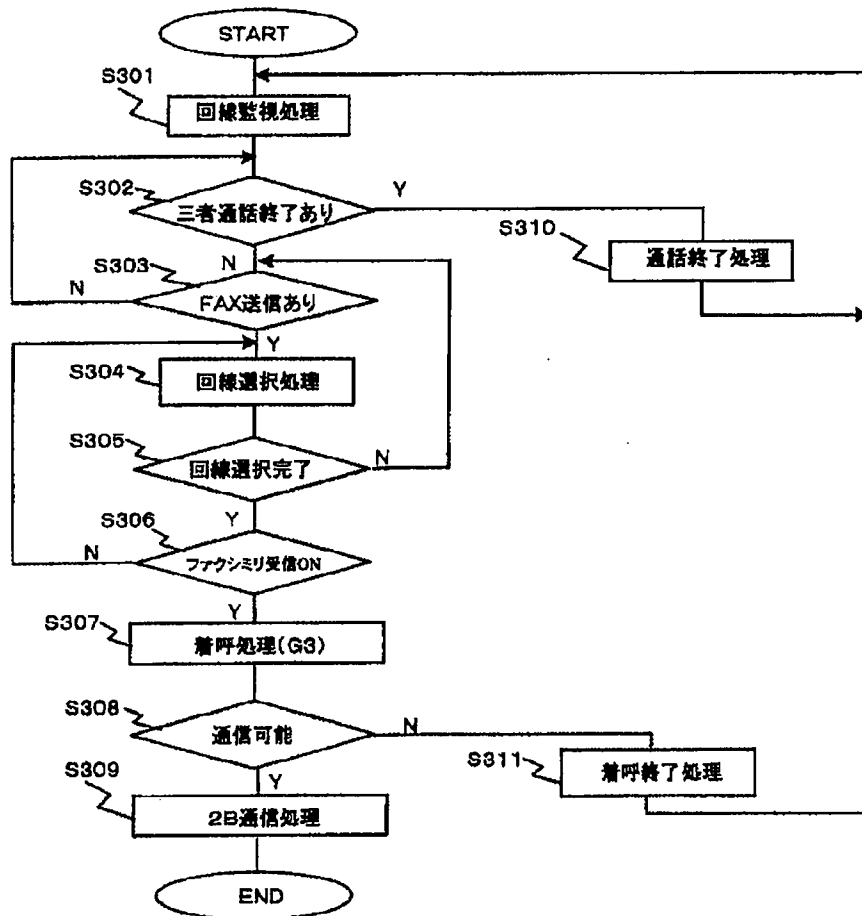 START
S301
回線監視処理
S302
三者通話終了あり
Y
N
S310
通話終了処理
S303
FAX送信あり
N
Y
S304
回線選択処理
S305
回線選択完了
N
Y
S306
ファクシミリ受信ON
N
Y
S307
着呼処理(G3)
S308
通信可能
N
Y
S311
着呼終了処理
S309
2B通信処理
END